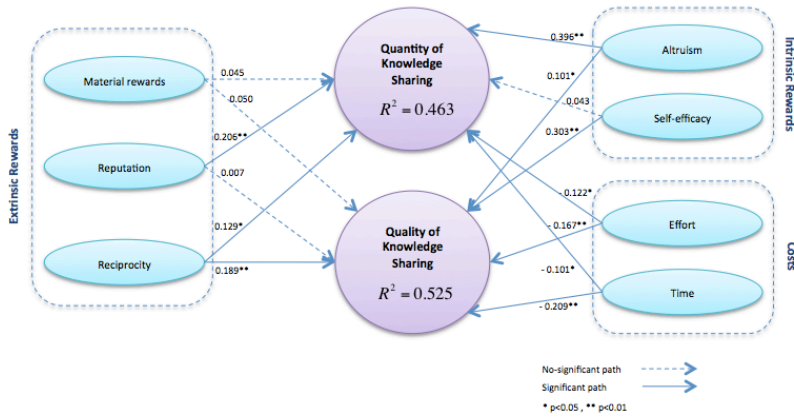 Extrinsic Rewards
Material rewards
Reputation
Reciprocity
0.045
-0.050
0.206**
0.007
0.129*
0.189**
Quantity of
Knowledge
Sharing
R² = 0.463
Quality of
Knowledge
Sharing
R² = 0.525
0.396**
0.101*
0.043
0.303**
- 0.122*
- 0.167**
- 0.101*
- 0.209**
Altruism
Self-efficacy
Intrinsic Rewards
Effort
Time
Costs
No-significant path
Significant path
* p<0.05 , ** p<0.01